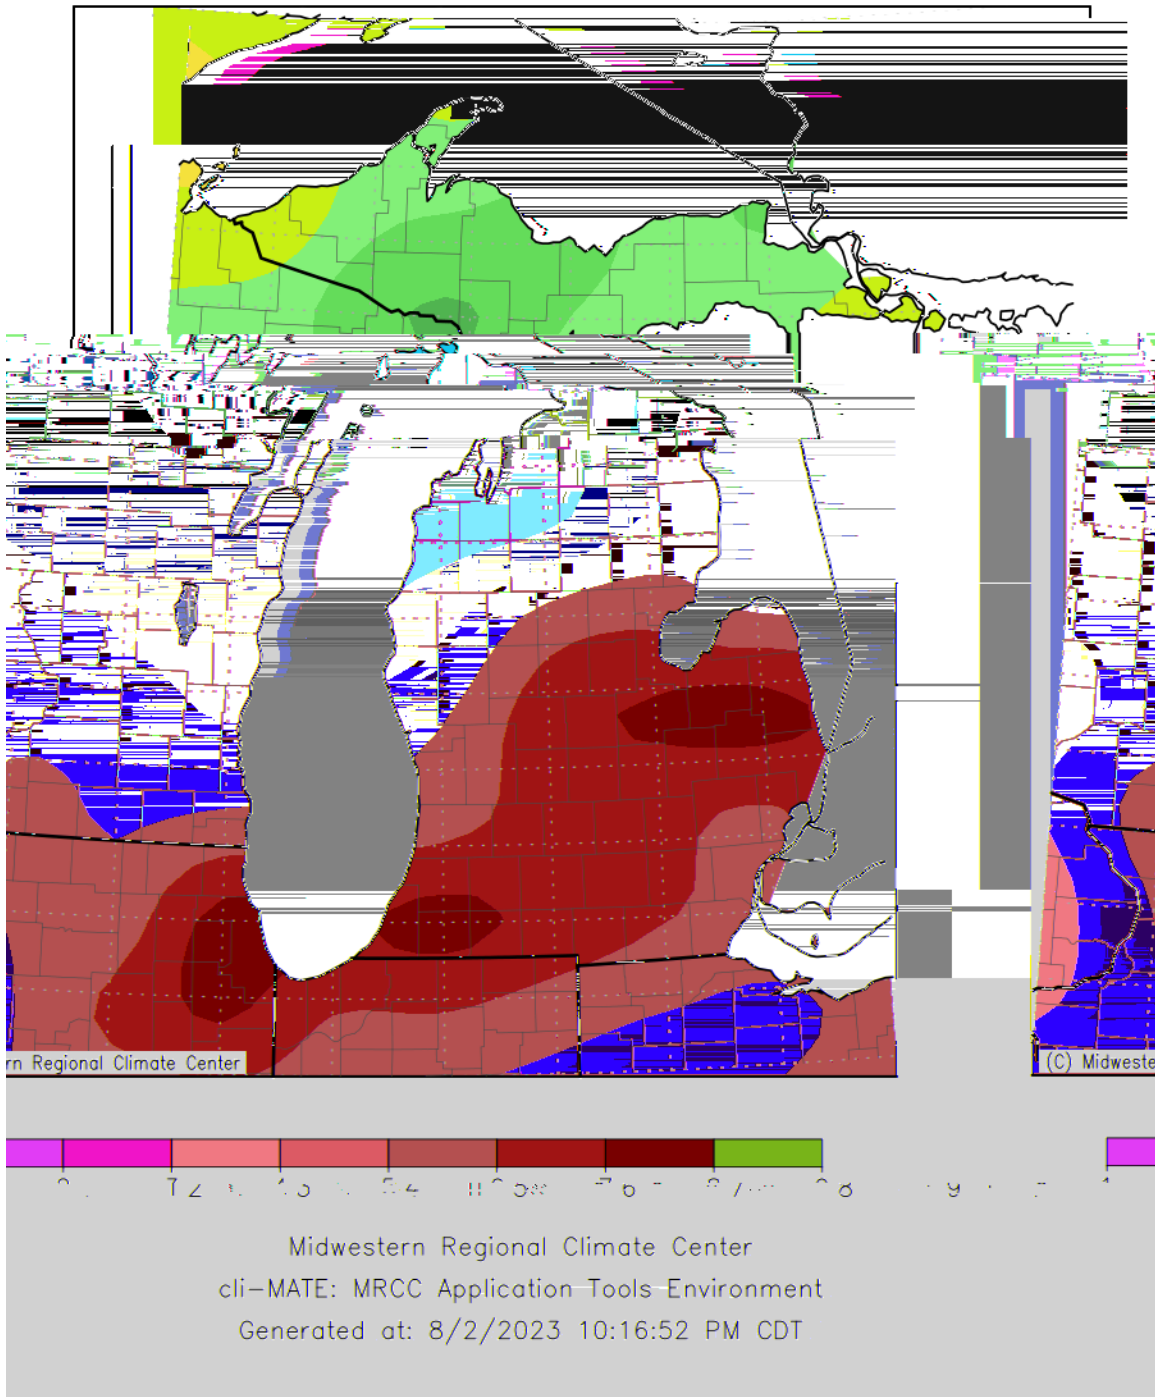 rn Regional Climate Center
(C) Midweste
Midwestern Regional Climate Center
cli-MATE: MRCC Application Tools Environment
Generated at: 8/2/2023 10:16:52 PM CDT